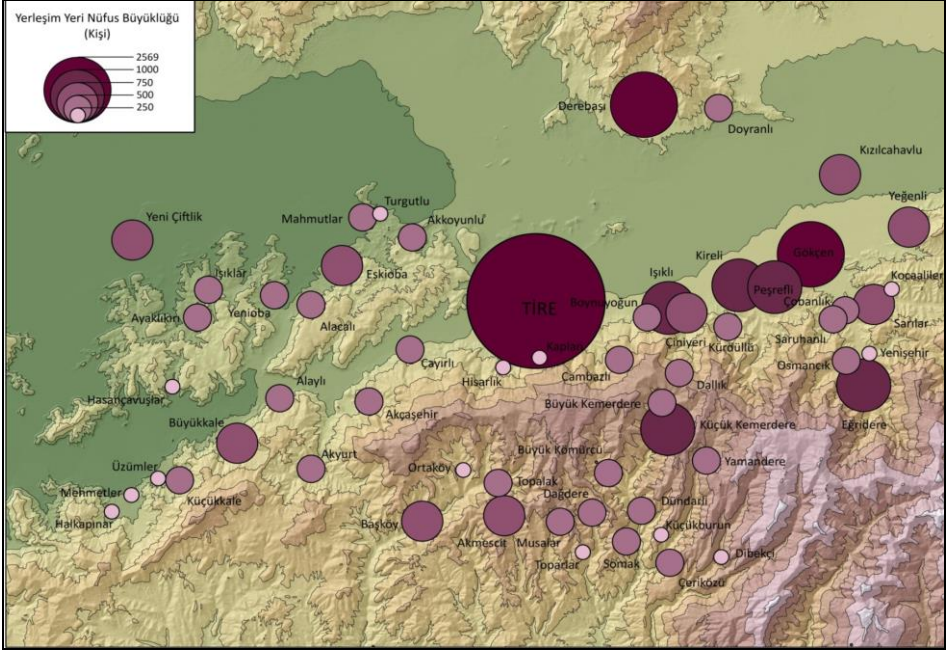 Yerleşim Yeri Nüfus Büyüklüğü
(Kişi)
2569
1000
750
500
250
Derebaşı
Doyranlı
Kızılcahavlu
Yeğenli
Turgutlu
Mahmutlar
Akkoyunlu
Yeni Çiftlik
Eskioba
Işıklar
Yenioba
Ayaklıkırı
Alacalı
TİRE
Işıklı
Kireli
Gökçen
Peşrefli
Kocaaliler
Boynuyoğun
Çobanlık
Çiniyeri
Kürdüllü
Saruhanlı
Sarılar
Kaplan
Çayırlı
Hisarlık
Cambazlı
Osmancık
Yenişehir
Dallık
Hasançavuşlar
Alaylı
Akçaşehir
Büyük Kemerdere
Büyükkale
Küçük Kemerdere
Eğridere
Büyük Kömürcü
Akyurt
Ortaköy
Yamandere
Üzümler
Topalak
Mehmetler
Küçükkale
Dağdere
Dündarlı
Halkapınar
Başköy
Akmescit
Musalar
Küçükburun
Toparlar
Somak
Dibekçi
Çeriközü